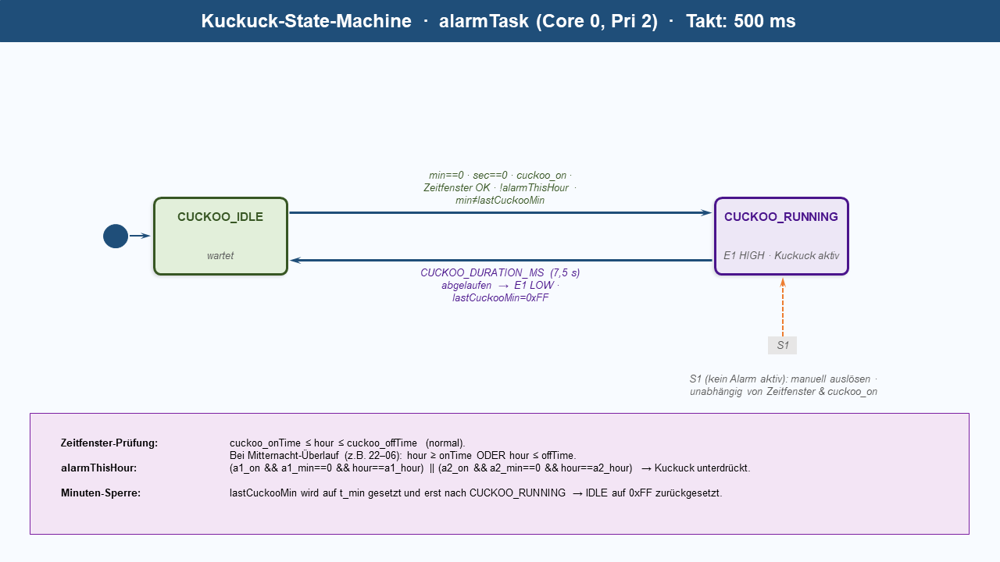 Kuckuck-State-Machine · alarmTask (Core 0, Pri 2) · Takt: 500 ms
min==0 · sec==0 · cuckoo_on ·
Zeitfenster OK · !alarmThisHour ·
min≠lastCuckooMin
CUCKOO_IDLE
wartet
CUCKOO_RUNNING
E1 HIGH · Kuckuck aktiv
CUCKOO_DURATION_MS (7,5 s)
abgelaufen → E1 LOW ·
lastCuckooMin=0xFF
S1
S1 (kein Alarm aktiv): manuell auslösen ·
unabhängig von Zeitfenster & cuckoo_on
Zeitfenster-Prüfung: cuckoo_onTime ≤ hour ≤ cuckoo_offTime (normal).
Bei Mitternacht-Überlauf (z.B. 22–06): hour ≥ onTime ODER hour ≤ offTime.
alarmThisHour: (a1_on && a1_min==0 && hour==a1_hour) || (a2_on && a2_min==0 && hour==a2_hour) → Kuckuck unterdrückt.
Minuten-Sperre: lastCuckooMin wird auf t_min gesetzt und erst nach CUCKOO_RUNNING → IDLE auf 0xFF zurückgesetzt.